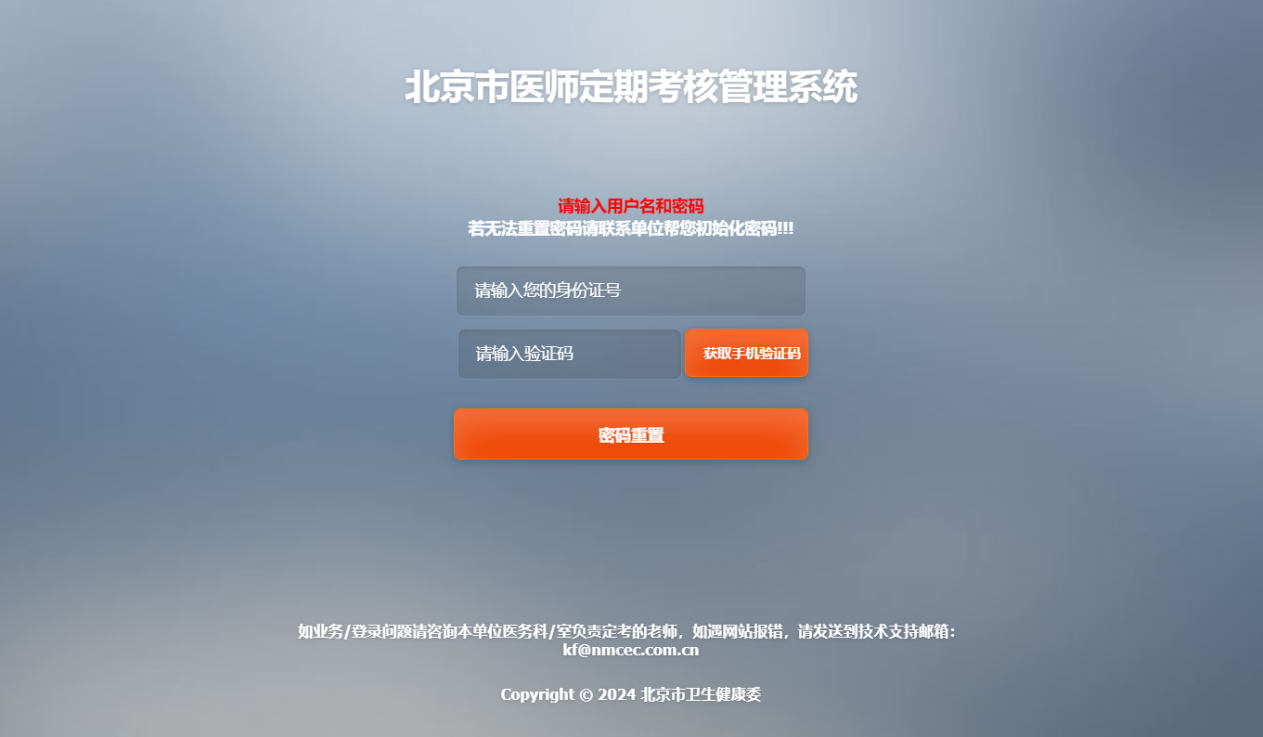 北京市医师定期考核管理系统
请输入用户名和密码
若无法重置密码请联系单位帮您初始化密码!!!
请输入您的身份证号
请输入验证码
获取手机验证码
密码重置
如业务/登录问题请咨询本单位医务科/室负责定考的老师，如遇网站报错，请发送到技术支持邮箱：
kf@nmcec.com.cn
Copyright © 2024 北京市卫生健康委